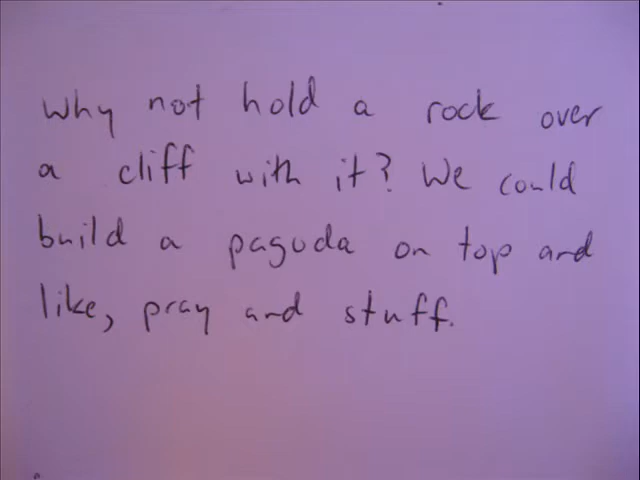 Why not hold a rock over
a cliff with it? We could
build a pagoda on top and
like, pray and stuff.